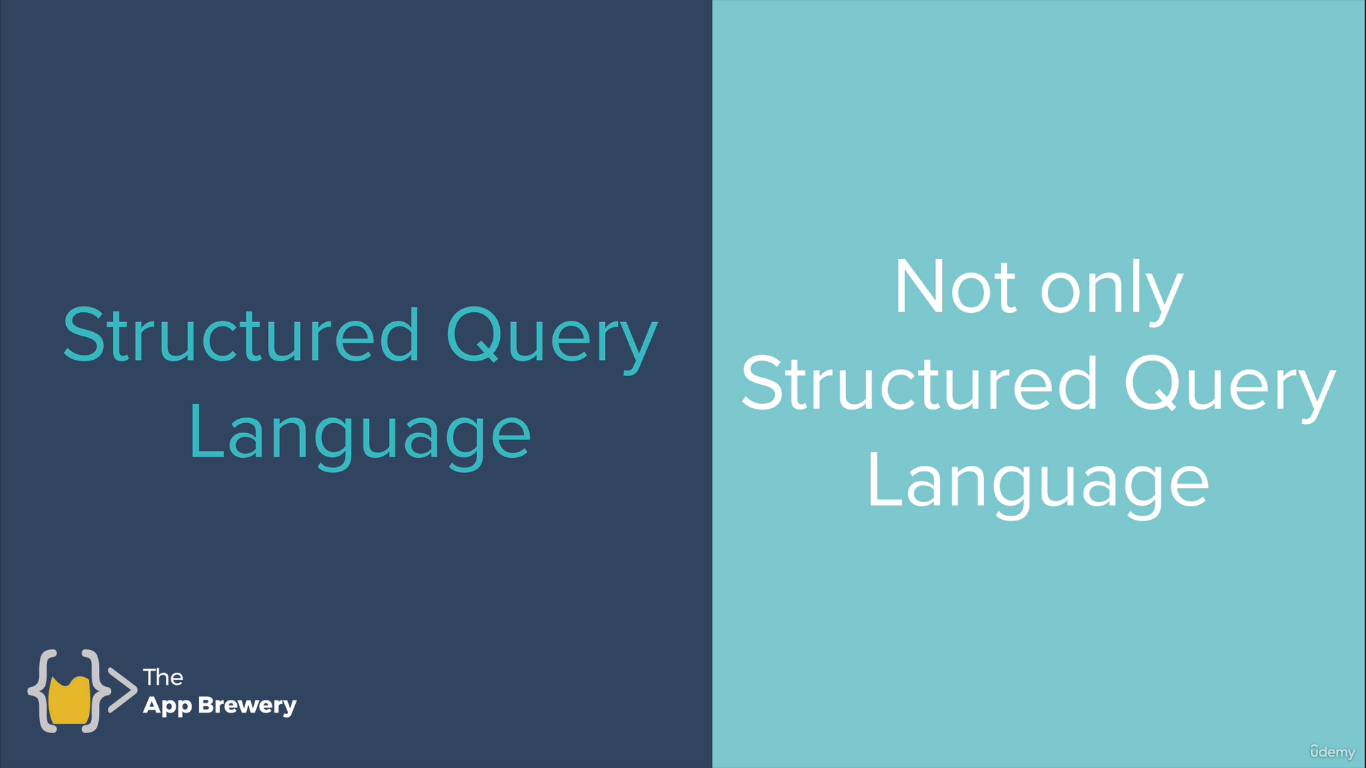 Structured Query
Language
Not only
Structured Query
Language
The
App Brewery
ûdemy